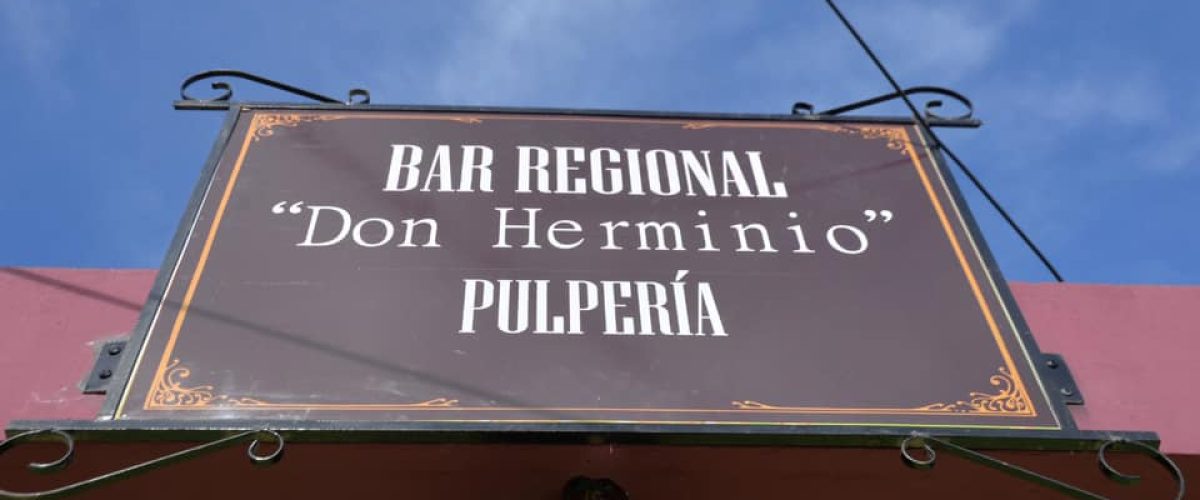 BAR REGIONAL
“Don Herminio”
PULPERÍA